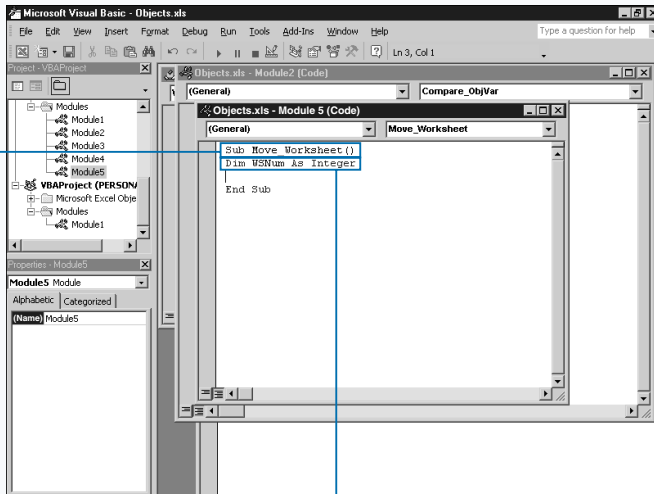 Microsoft Visual Basic - Objects.xls
File Edit View Insert Format Debug Run Tools Add-Ins Window Help
Type a question for help
Ln 3, Col 1
Project - VBAProject
Modules
Module1
Module2
Module3
Module4
Module5
VBAProject (PERSON
Microsoft Excel Obje
Modules
Module1
Properties - Module5
Module5 Module
Alphabetic Categorized
(Name) Module5
Objects.xls - Module2 (Code)
(General) Compare_ObjVar
Objects.xls - Module 5 (Code)
(General) Move_Worksheet
Sub Move_Worksheet()
Dim WSNum As Integer
End Sub